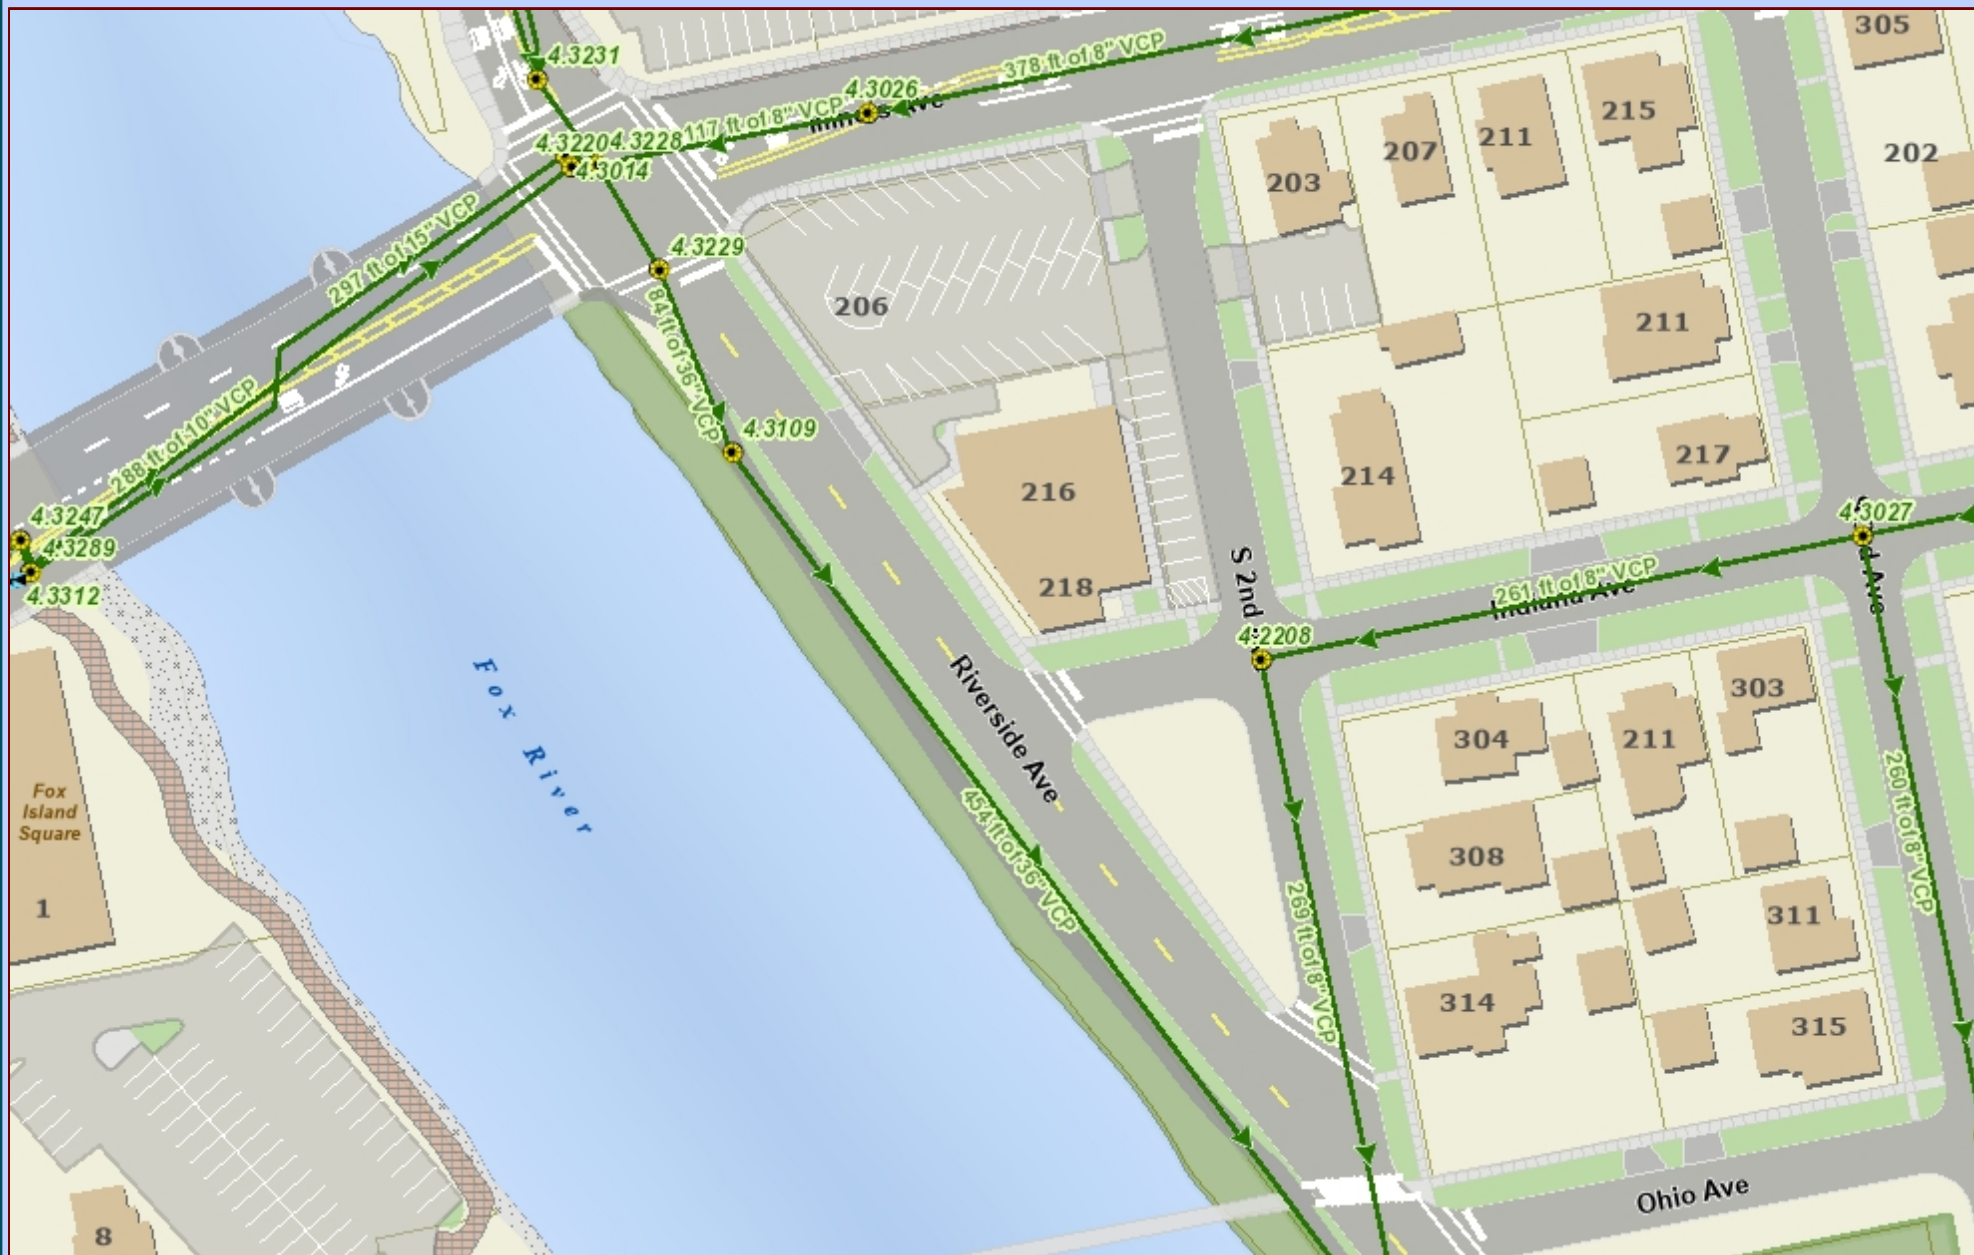 305
4.3231
378 ft of 8" VCP
4.3026
Ave
117 ft of 8" VCP
4.3220
4.3228
4.3014
215
207
211
202
203
297 ft of 15" VCP
4.3229
206
84 ft of 36" VCP
211
288 ft of 10" VCP
4.3109
217
214
216
4.3247
4.3289
4.3312
4.3027
S 2nd
261 ft of 8" VCP
Indiana Ave
218
4.2208
Fox River
Riverside Ave
303
304
211
260 ft of 8" VCP
Fox
Island
Square
454 ft of 36" VCP
308
1
269 ft of 8" VCP
311
314
315
Ohio Ave
8